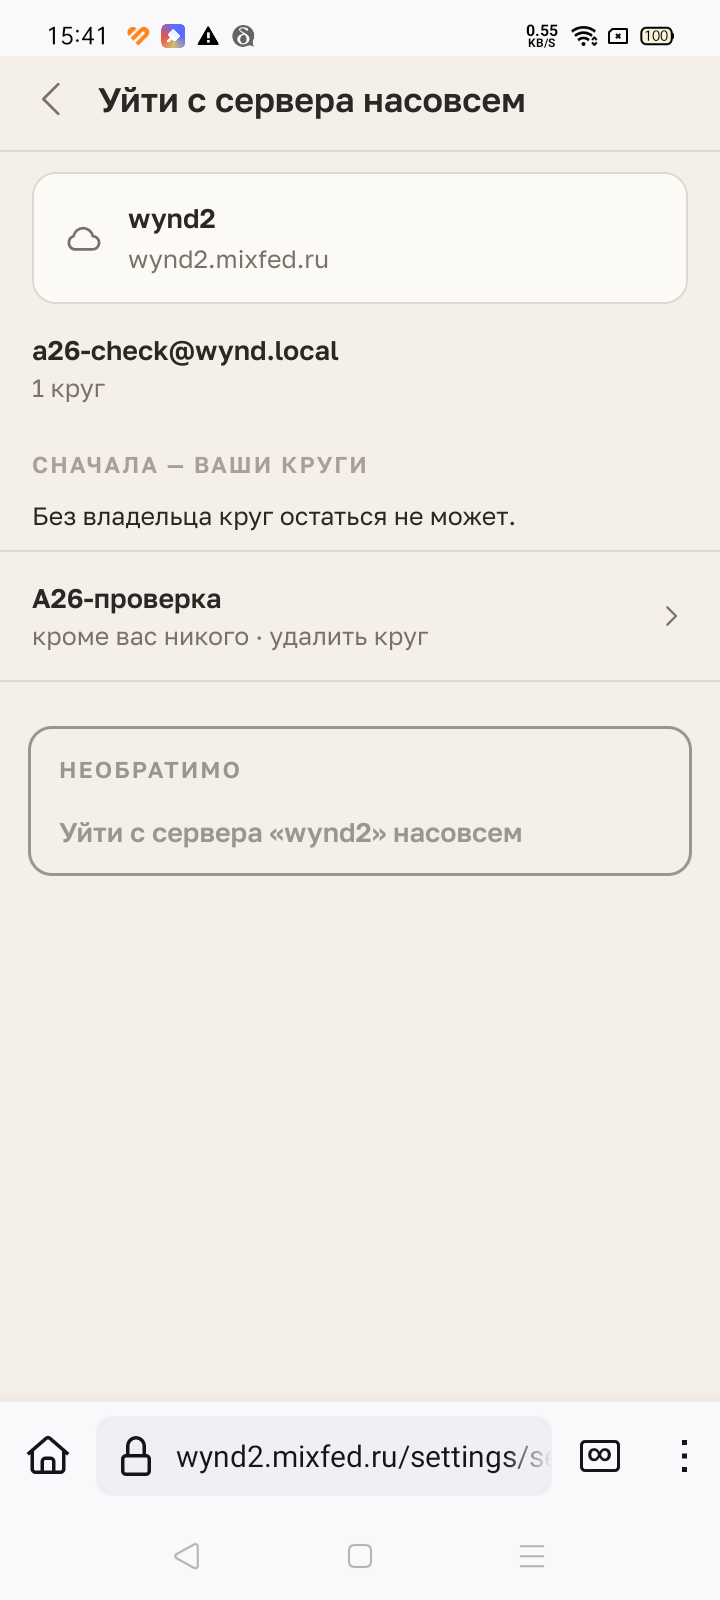 15:41
0.55
KB/S
100
Уйти с сервера насовсем
wynd2
wynd2.mixfed.ru
a26-check@wynd.local
1 круг
СНАЧАЛА — ВАШИ КРУГИ
Без владельца круг остаться не может.
А26-проверка
кроме вас никого · удалить круг
НЕОБРАТИМО
Уйти с сервера «wynd2» насовсем
wynd2.mixfed.ru/settings/se